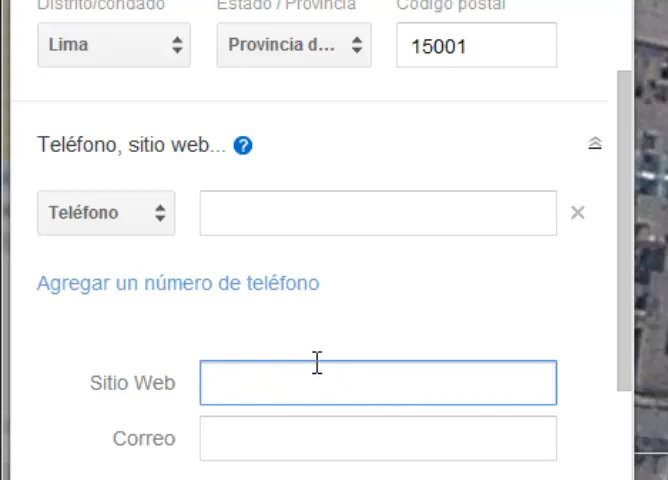 Distrito/condado Estado / Provincia Código postal
Lima Provincia d... 15001
Teléfono, sitio web... ?
Teléfono ×
Agregar un número de teléfono
Sitio Web
Correo